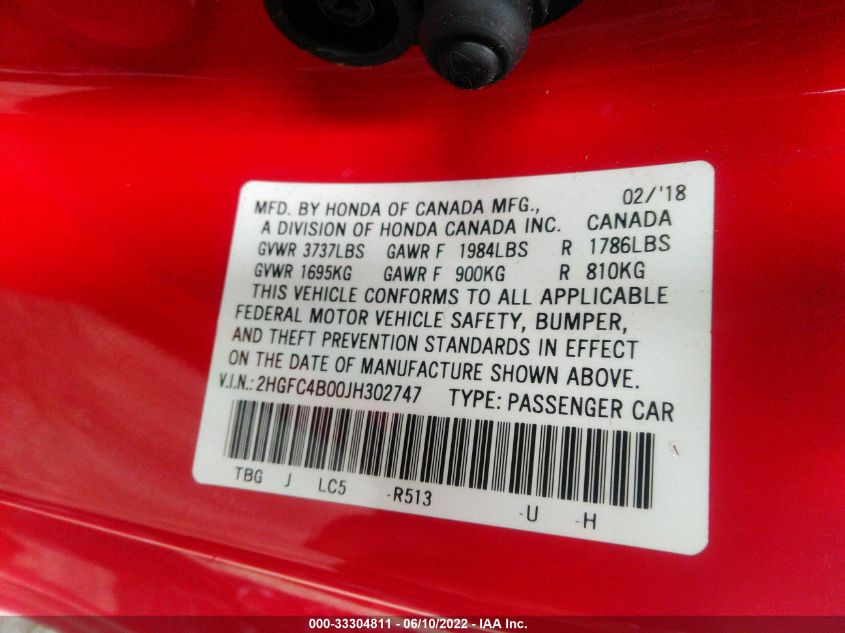 02/'18
MFD. BY HONDA OF CANADA MFG.,
A DIVISION OF HONDA CANADA INC. CANADA
GVWR 3737LBS GAWR F 1984LBS R 1786LBS
GVWR 1695KG GAWR F 900KG R 810KG
THIS VEHICLE CONFORMS TO ALL APPLICABLE
FEDERAL MOTOR VEHICLE SAFETY, BUMPER,
AND THEFT PREVENTION STANDARDS IN EFFECT
ON THE DATE OF MANUFACTURE SHOWN ABOVE.
V.I.N.: 2HGFC4B00JH302747 TYPE: PASSENGER CAR
TBG J LC5 -R513 -U -H
000-33304811 - 06/10/2022 - IAA Inc.